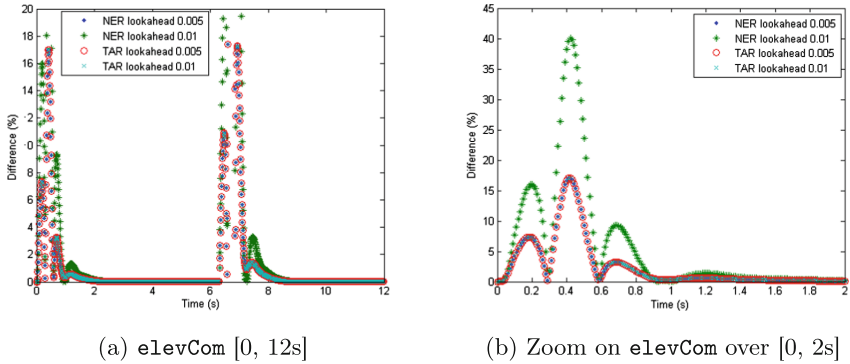 NER lookahead 0.005
NER lookahead 0.01
TAR lookahead 0.005
TAR lookahead 0.01
20
18
16
14
12
0
8
6
4
2
0
Difference (%)
0 2 4 6 8 10 12
Time (s)
(a) elevCom [0, 12s]
NER lookahead 0.005
NER lookahead 0.01
TAR lookahead 0.005
TAR lookahead 0.01
45
40
35
30
25
20
15
10
5
0
Difference (%)
0 0.2 0.4 0.6 0.8 1 1.2 1.4 1.6 1.8 2
Time (s)
(b) Zoom on elevCom over [0, 2s]